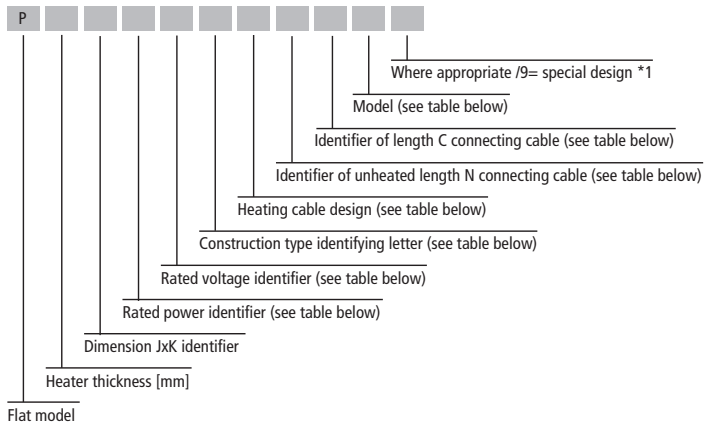 P
Where appropriate /9= special design *1
Model (see table below)
Identifier of length C connecting cable (see table below)
Identifier of unheated length N connecting cable (see table below)
Heating cable design (see table below)
Construction type identifying letter (see table below)
Rated voltage identifier (see table below)
Rated power identifier (see table below)
Dimension JxK identifier
Heater thickness [mm]
Flat model